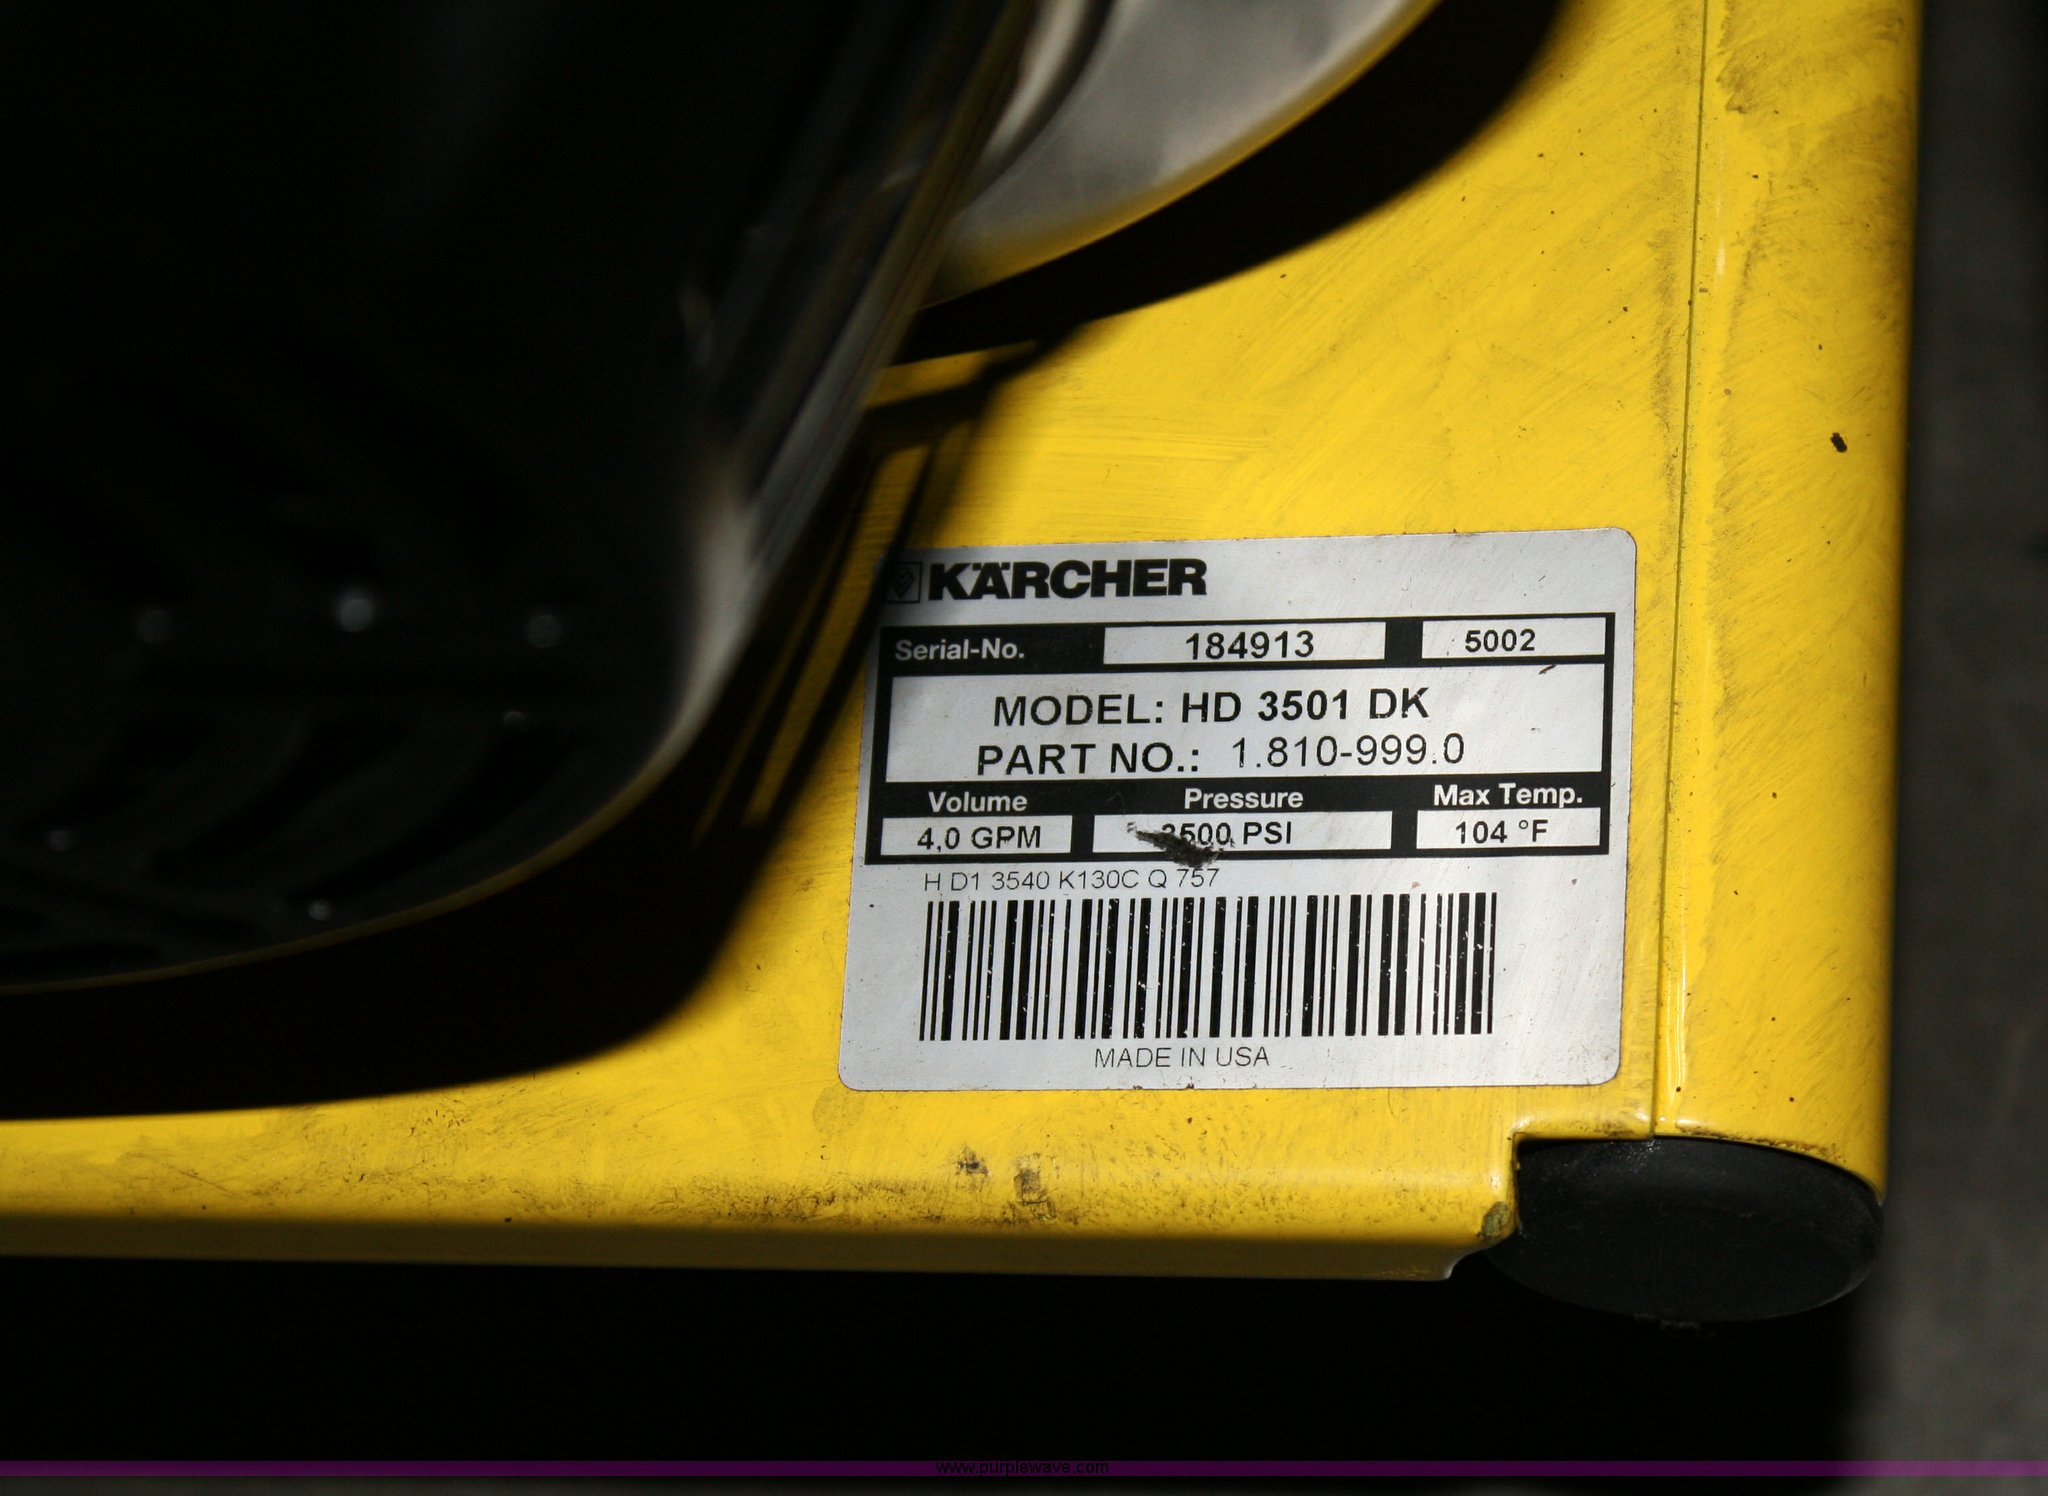 KÄRCHER
Serial-No. 184913 5002
MODEL: HD 3501 DK
PART NO.: 1.810-999.0
Volume Pressure Max Temp.
4,0 GPM 3500 PSI 104 °F
H D1 3540 K130C Q 757
MADE IN USA
www.purplewave.com